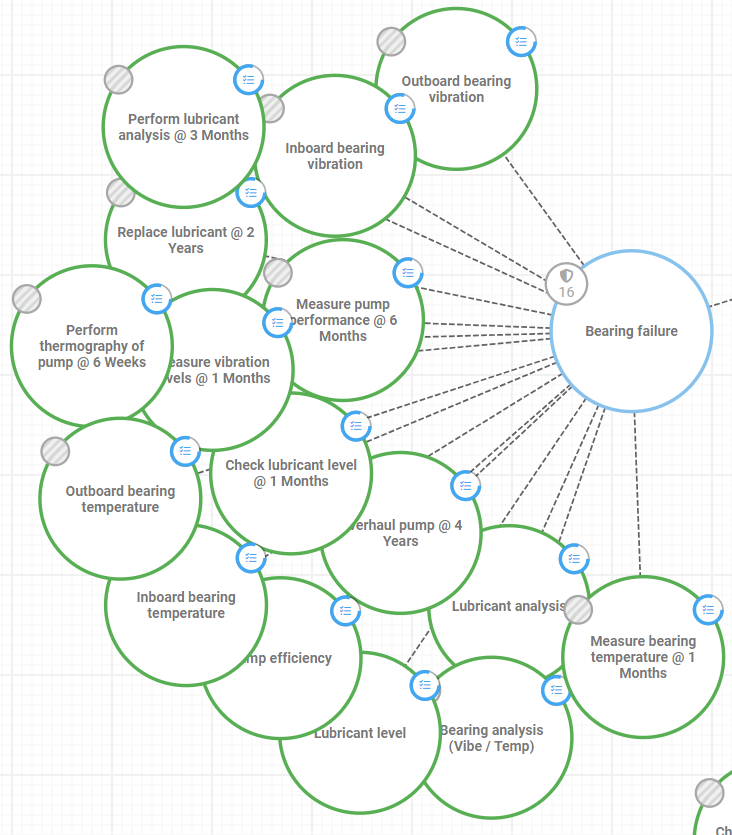 Outboard bearing
vibration
Perform lubricant
analysis @ 3 Months
Inboard bearing
vibration
Replace lubricant @ 2
Years
16
Measure pump
performance @ 6
Months
Bearing failure
Perform
thermography of
pump @ 6 Weeks
easure vibration
vels @ 1 Months
Check lubricant level
@ 1 Months
Outboard bearing
temperature
verhaul pump @ 4
Years
Inboard bearing
temperature
Lubricant analysis
Measure bearing
temperature @ 1
Months
mp efficiency
Lubricant level
Bearing analysis
(Vibe / Temp)
Ch